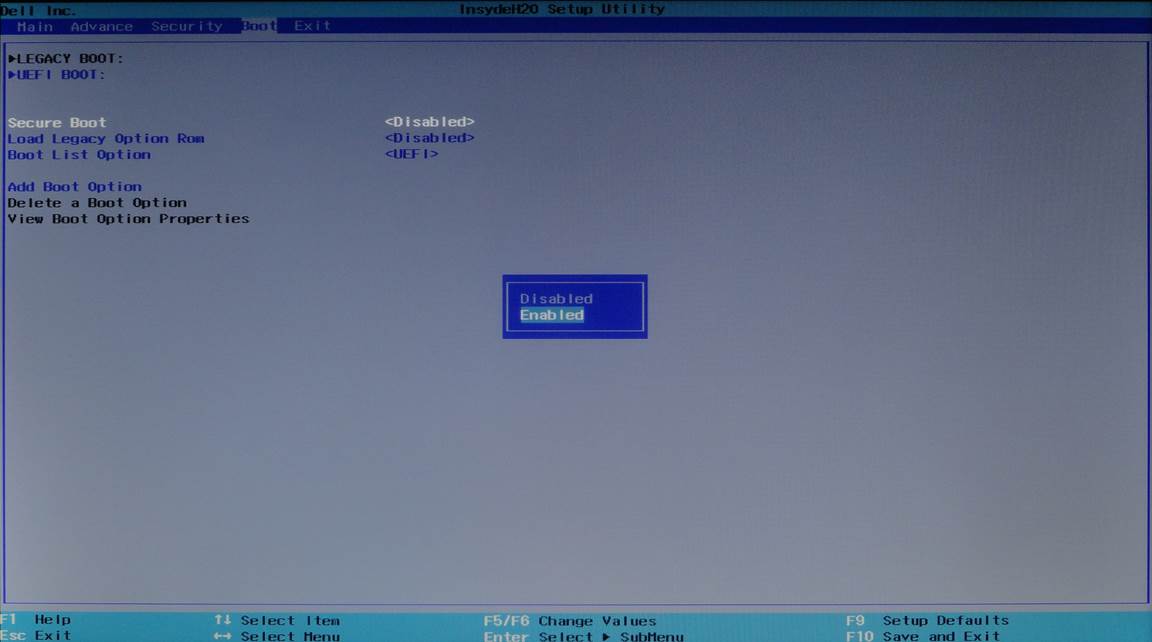 Dell Inc. InsydeH2O Setup Utility
Main Advance Security Boot Exit
▶LEGACY BOOT:
▶UEFI BOOT:
Secure Boot <Disabled>
Load Legacy Option Rom <Disabled>
Boot List Option <UEFI>
Add Boot Option
Delete a Boot Option
View Boot Option Properties
Disabled
Enabled
F1 Help ↑↓ Select Item F5/F6 Change Values F9 Setup Defaults
Esc Exit ↔ Select Menu Enter Select ▶ SubMenu F10 Save and Exit